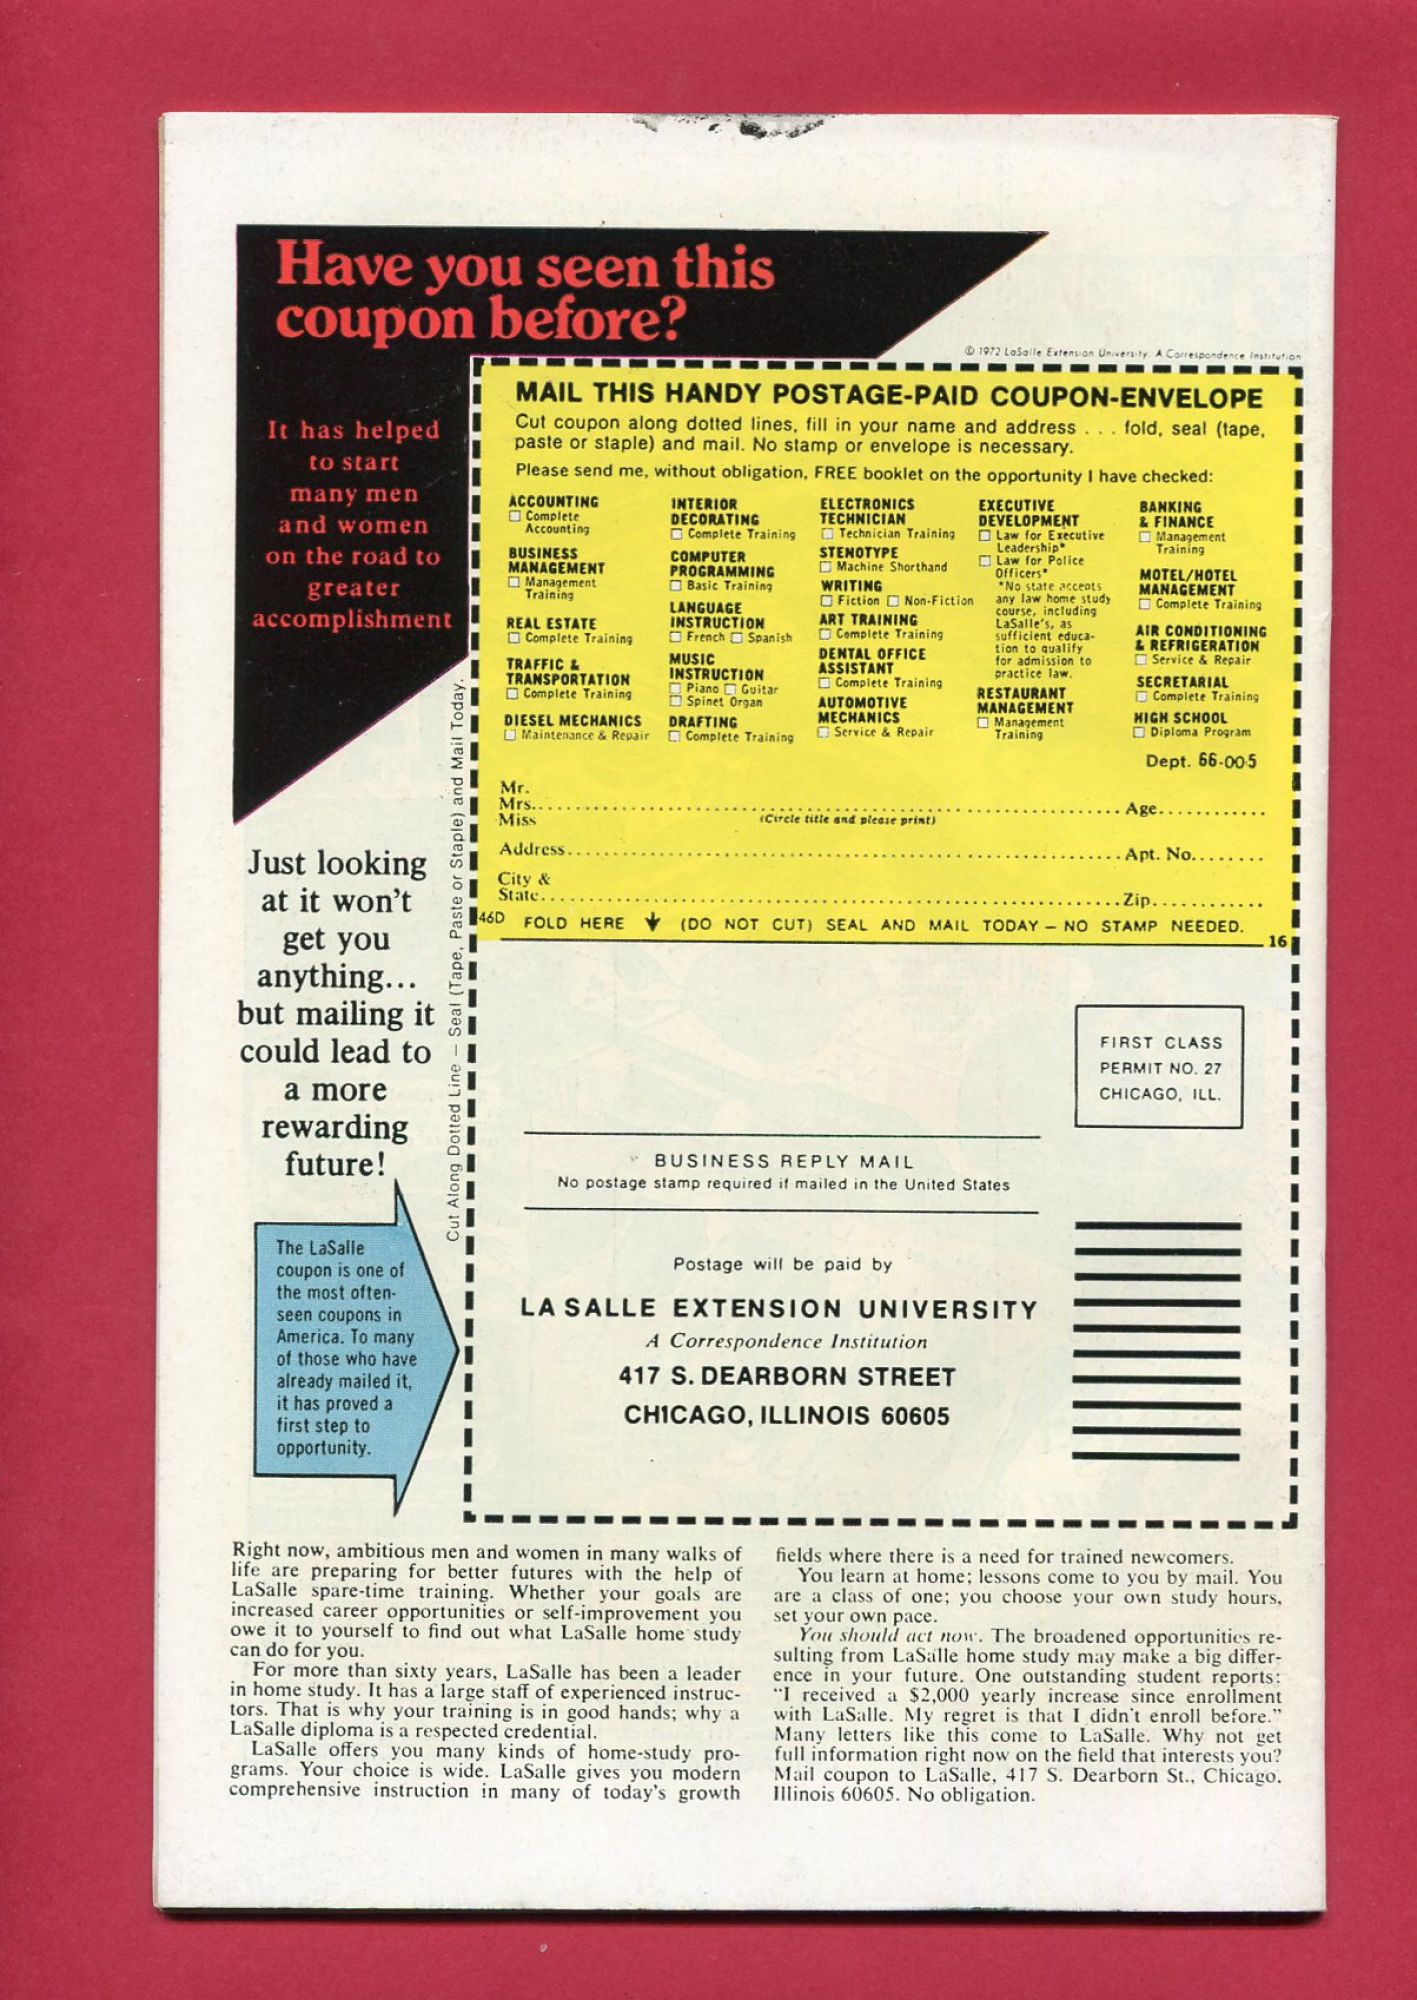 Have you seen this
coupon before?
© 1972 LaSalle Extension University. A Correspondence Institution
It has helped
to start
many men
and women
on the road to
greater
accomplishment
MAIL THIS HANDY POSTAGE-PAID COUPON-ENVELOPE
Cut coupon along dotted lines, fill in your name and address . . . fold, seal (tape,
paste or staple) and mail. No stamp or envelope is necessary.
Please send me, without obligation, FREE booklet on the opportunity I have checked:
ACCOUNTING
☐ Complete
Accounting
BUSINESS
MANAGEMENT
☐ Management
Training
REAL ESTATE
☐ Complete Training
TRAFFIC &
TRANSPORTATION
☐ Complete Training
DIESEL MECHANICS
☐ Maintenance & Repair
INTERIOR
DECORATING
☐ Complete Training
COMPUTER
PROGRAMMING
☐ Basic Training
LANGUAGE
INSTRUCTION
☐ French ☐ Spanish
MUSIC
INSTRUCTION
☐ Piano ☐ Guitar
☐ Spinet Organ
DRAFTING
☐ Complete Training
ELECTRONICS
TECHNICIAN
☐ Technician Training
STENOTYPE
☐ Machine Shorthand
WRITING
☐ Fiction ☐ Non-Fiction
ART TRAINING
☐ Complete Training
DENTAL OFFICE
ASSISTANT
☐ Complete Training
AUTOMOTIVE
MECHANICS
☐ Service & Repair
EXECUTIVE
DEVELOPMENT
☐ Law for Executive
Leadership*
☐ Law for Police
Officers*
*No state accepts
any law home study
course, including
LaSalle's, as
sufficient educa-
tion to qualify
for admission to
practice law.
RESTAURANT
MANAGEMENT
☐ Management
Training
BANKING
& FINANCE
☐ Management
Training
MOTEL/HOTEL
MANAGEMENT
☐ Complete Training
AIR CONDITIONING
& REFRIGERATION
☐ Service & Repair
SECRETARIAL
☐ Complete Training
HIGH SCHOOL
☐ Diploma Program
Dept. 66-005
Mr.
Mrs.......... Age..........
Miss (Circle title and please print)
Address.......... Apt. No........
City &
State.......... Zip..........
46D FOLD HERE ↓ (DO NOT CUT) SEAL AND MAIL TODAY – NO STAMP NEEDED.
16
Cut Along Dotted Line – Seal (Tape, Paste or Staple) and Mail Today.
Just looking
at it won't
get you
anything...
but mailing it
could lead to
a more
rewarding
future!
The LaSalle
coupon is one of
the most often-
seen coupons in
America. To many
of those who have
already mailed it,
it has proved a
first step to
opportunity.
FIRST CLASS
PERMIT NO. 27
CHICAGO, ILL.
BUSINESS REPLY MAIL
No postage stamp required if mailed in the United States
Postage will be paid by
LA SALLE EXTENSION UNIVERSITY
A Correspondence Institution
417 S. DEARBORN STREET
CHICAGO, ILLINOIS 60605
Right now, ambitious men and women in many walks of
life are preparing for better futures with the help of
LaSalle spare-time training. Whether your goals are
increased career opportunities or self-improvement you
owe it to yourself to find out what LaSalle home study
can do for you.
For more than sixty years, LaSalle has been a leader
in home study. It has a large staff of experienced instruc-
tors. That is why your training is in good hands; why a
LaSalle diploma is a respected credential.
LaSalle offers you many kinds of home-study pro-
grams. Your choice is wide. LaSalle gives you modern
comprehensive instruction in many of today's growth
fields where there is a need for trained newcomers.
You learn at home; lessons come to you by mail. You
are a class of one; you choose your own study hours,
set your own pace.
You should act now. The broadened opportunities re-
sulting from LaSalle home study may make a big differ-
ence in your future. One outstanding student reports:
"I received a $2,000 yearly increase since enrollment
with LaSalle. My regret is that I didn't enroll before."
Many letters like this come to LaSalle. Why not get
full information right now on the field that interests you?
Mail coupon to LaSalle, 417 S. Dearborn St., Chicago,
Illinois 60605. No obligation.